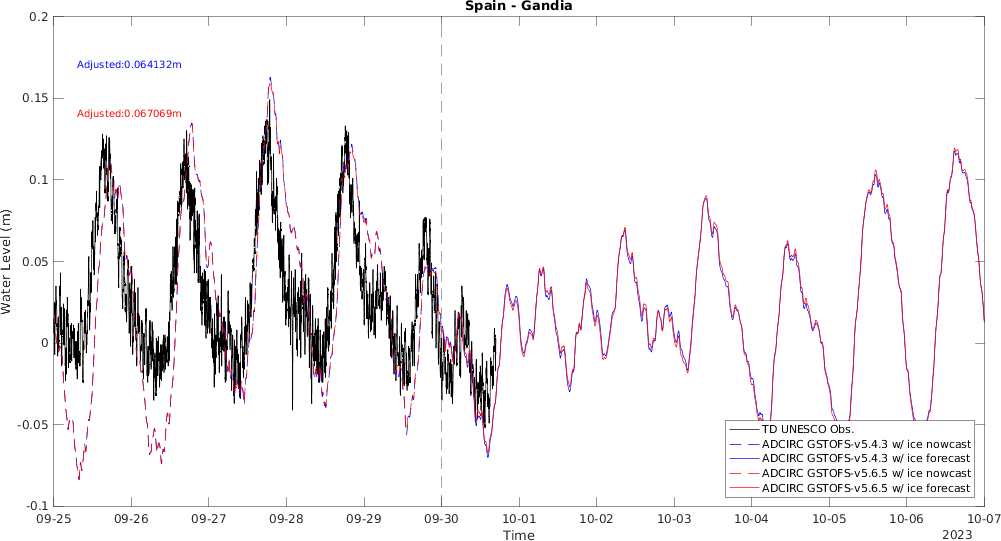 Spain - Gandia
Adjusted:0.064132m
Adjusted:0.067069m
Water Level (m)
0.2
0.15
0.1
0.05
0
-0.05
-0.1
TD UNESCO Obs.
ADCIRC GSTOFS-v5.4.3 w/ ice nowcast
ADCIRC GSTOFS-v5.4.3 w/ ice forecast
ADCIRC GSTOFS-v5.6.5 w/ ice nowcast
ADCIRC GSTOFS-v5.6.5 w/ ice forecast
09-25 09-26 09-27 09-28 09-29 09-30 10-01 10-02 10-03 10-04 10-05 10-06 10-07
Time
2023